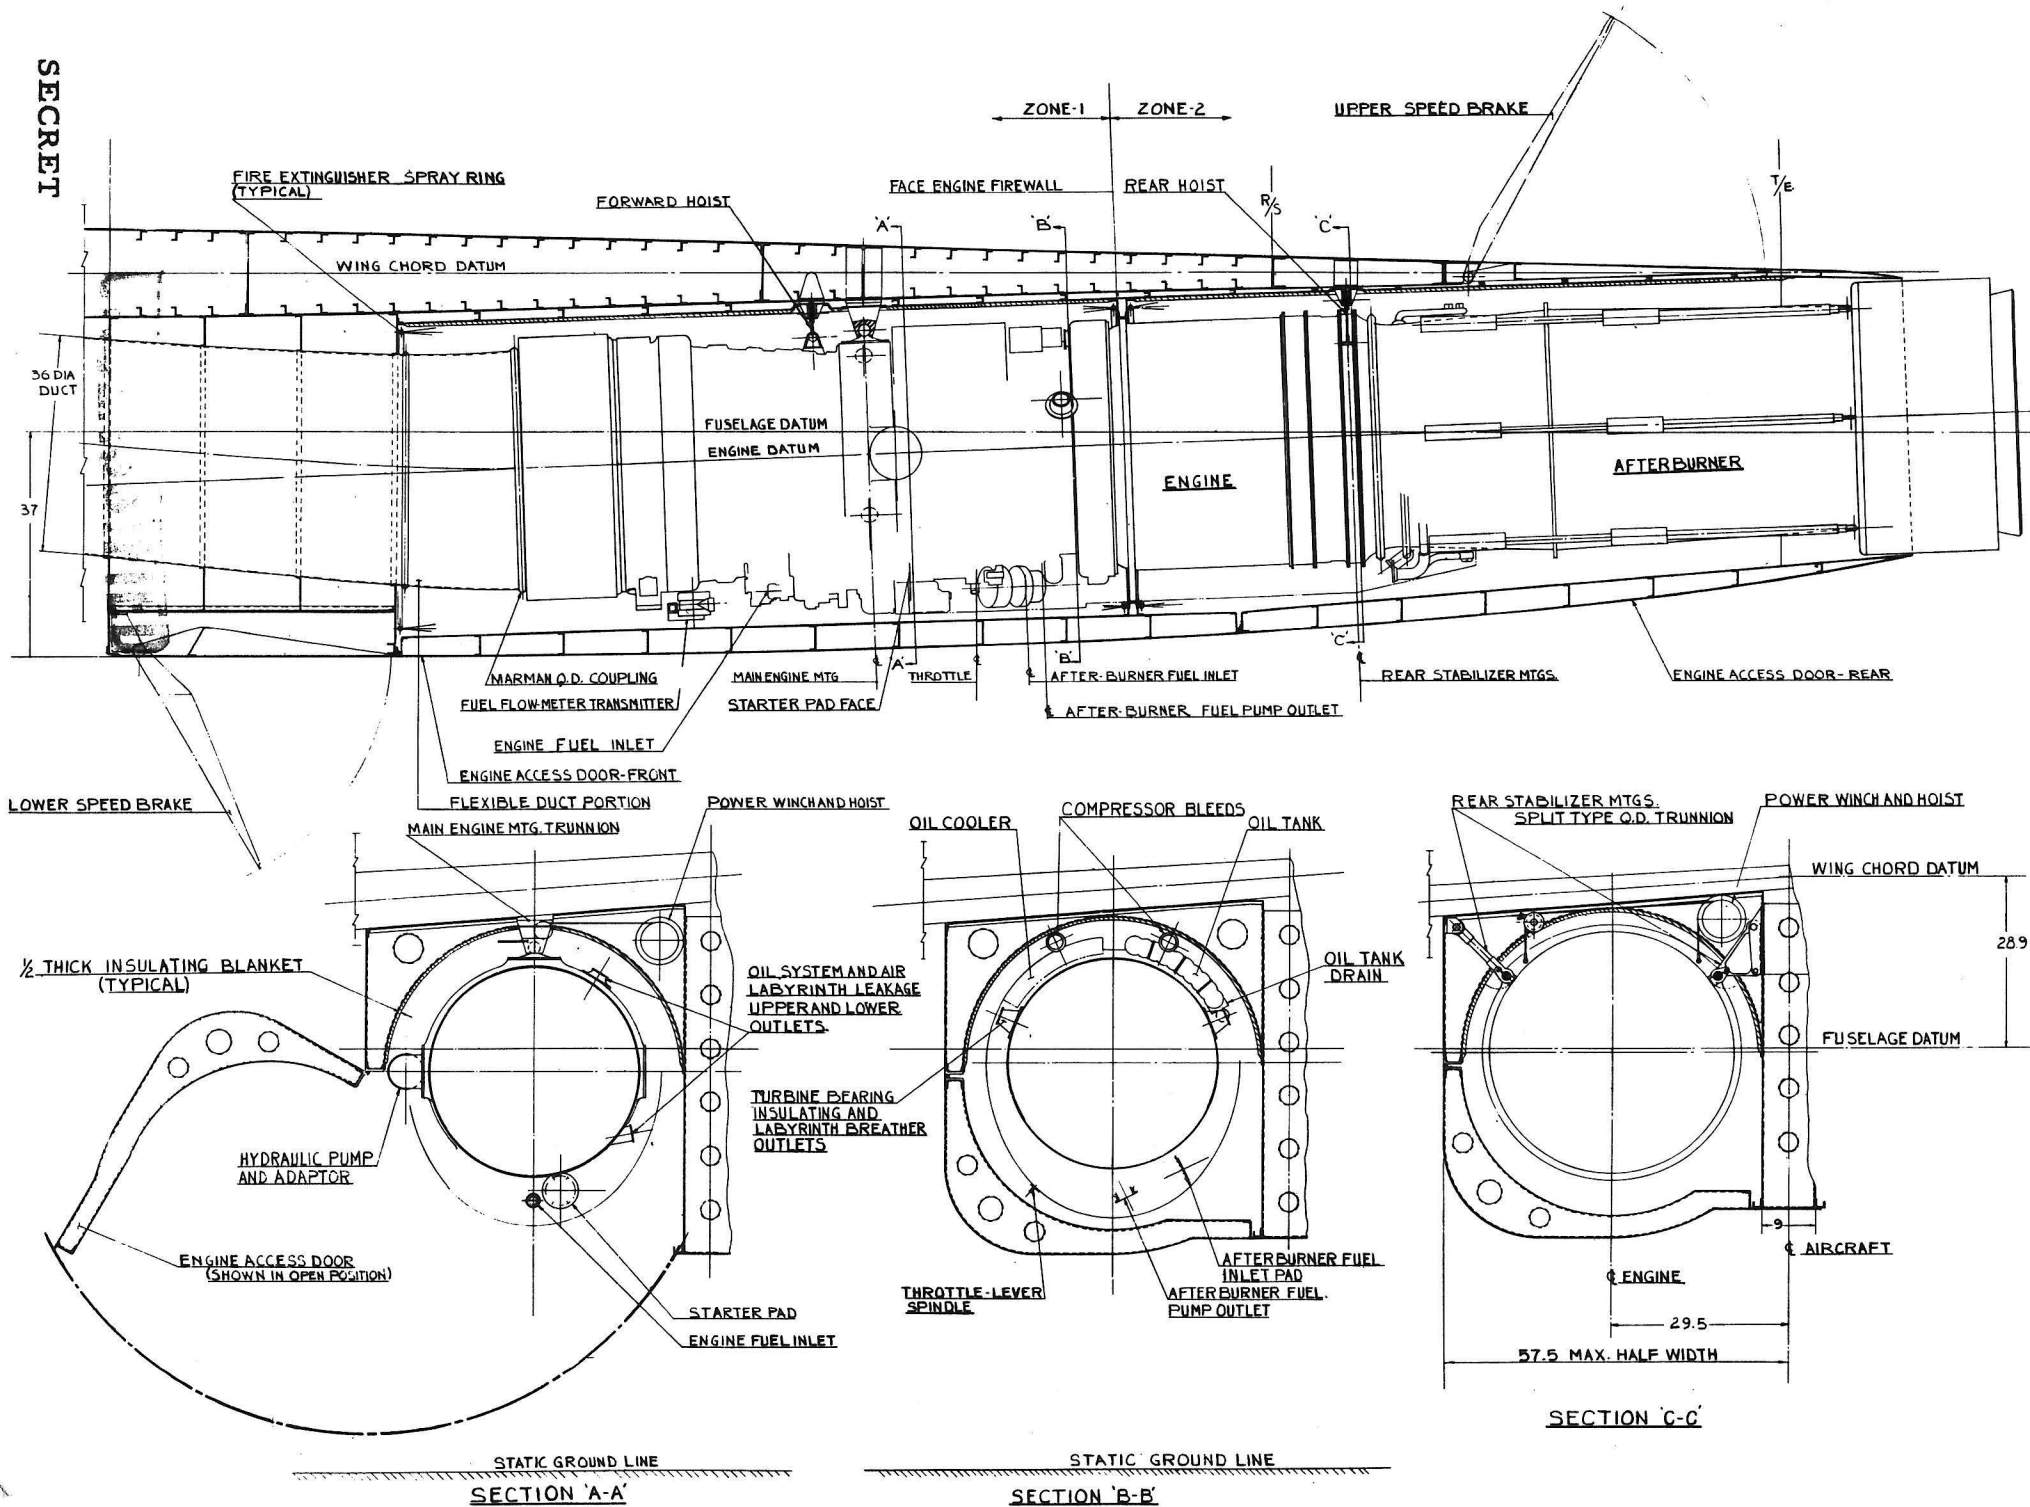 SECRET
ZONE-1
ZONE-2
UPPER SPEED BRAKE
FIRE EXTINGUISHER SPRAY RING
(TYPICAL)
FORWARD HOIST
FACE ENGINE FIREWALL
REAR HOIST
T/E.
R/S
'A'
'B'
'C'
WING CHORD DATUM
36 DIA
DUCT
FUSELAGE DATUM
ENGINE DATUM
ENGINE
AFTERBURNER
37
'A'
'B'
'C'
MARMAN Q.D. COUPLING
MAIN ENGINE MTG
℄
THROTTLE
℄
℄ AFTER-BURNER FUEL INLET
℄
REAR STABILIZER MTGS.
ENGINE ACCESS DOOR-REAR
FUEL FLOW-METER TRANSMITTER
STARTER PAD FACE
℄ AFTER-BURNER FUEL PUMP OUTLET
ENGINE FUEL INLET
ENGINE ACCESS DOOR-FRONT
LOWER SPEED BRAKE
FLEXIBLE DUCT PORTION
POWER WINCH AND HOIST
MAIN ENGINE MTG. TRUNNION
½ THICK INSULATING BLANKET
(TYPICAL)
OIL SYSTEM AND AIR
LABYRINTH LEAKAGE
UPPER AND LOWER
OUTLETS.
HYDRAULIC PUMP
AND ADAPTOR
ENGINE ACCESS DOOR
(SHOWN IN OPEN POSITION)
STARTER PAD
ENGINE FUEL INLET
STATIC GROUND LINE
SECTION 'A-A'
COMPRESSOR BLEEDS
OIL COOLER
OIL TANK
OIL TANK
DRAIN
TURBINE BEARING
INSULATING AND
LABYRINTH BREATHER
OUTLETS
THROTTLE-LEVER
SPINDLE
AFTERBURNER FUEL
INLET PAD
AFTERBURNER FUEL.
PUMP OUTLET
STATIC GROUND LINE
SECTION 'B-B'
REAR STABILIZER MTGS.
SPLIT TYPE Q.D. TRUNNION
POWER WINCH AND HOIST
WING CHORD DATUM
28.9
FUSELAGE DATUM
9
℄ AIRCRAFT
℄ ENGINE
29.5
57.5 MAX. HALF WIDTH
SECTION 'C-C'